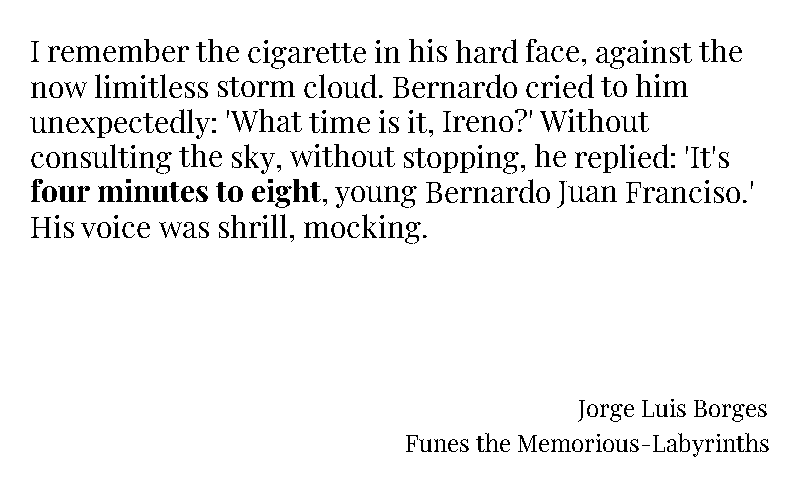 I remember the cigarette in his hard face, against the
now limitless storm cloud. Bernardo cried to him
unexpectedly: 'What time is it, Ireno?' Without
consulting the sky, without stopping, he replied: 'It's
four minutes to eight, young Bernardo Juan Franciso.'
His voice was shrill, mocking.
Jorge Luis Borges
Funes the Memorious-Labyrinths